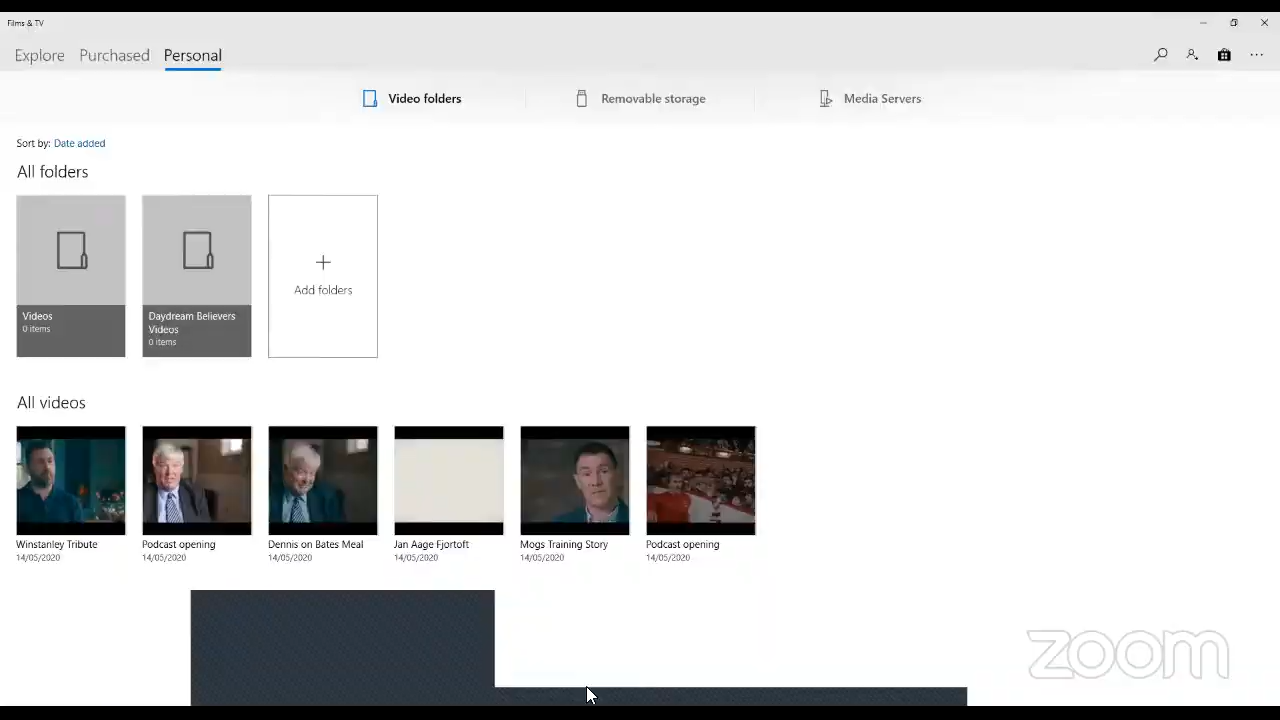 Films & TV
Explore Purchased Personal
Video folders Removable storage Media Servers
Sort by: Date added
All folders
Videos
0 items
Daydream Believers
Videos
0 items
Add folders
All videos
Winstanley Tribute
14/05/2020
Podcast opening
14/05/2020
Dennis on Bates Meal
14/05/2020
Jan Aage Fjortoft
14/05/2020
Mogs Training Story
14/05/2020
Podcast opening
14/05/2020
zoom